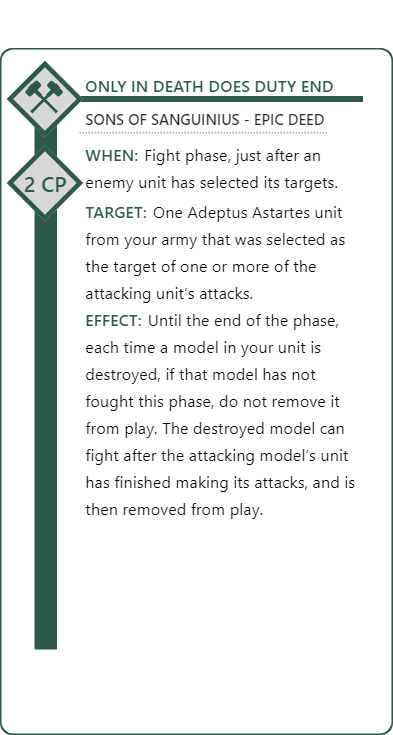 ONLY IN DEATH DOES DUTY END
SONS OF SANGUINIUS - EPIC DEED
2 CP
WHEN: Fight phase, just after an
enemy unit has selected its targets.
TARGET: One Adeptus Astartes unit
from your army that was selected as
the target of one or more of the
attacking unit’s attacks.
EFFECT: Until the end of the phase,
each time a model in your unit is
destroyed, if that model has not
fought this phase, do not remove it
from play. The destroyed model can
fight after the attacking model’s unit
has finished making its attacks, and is
then removed from play.